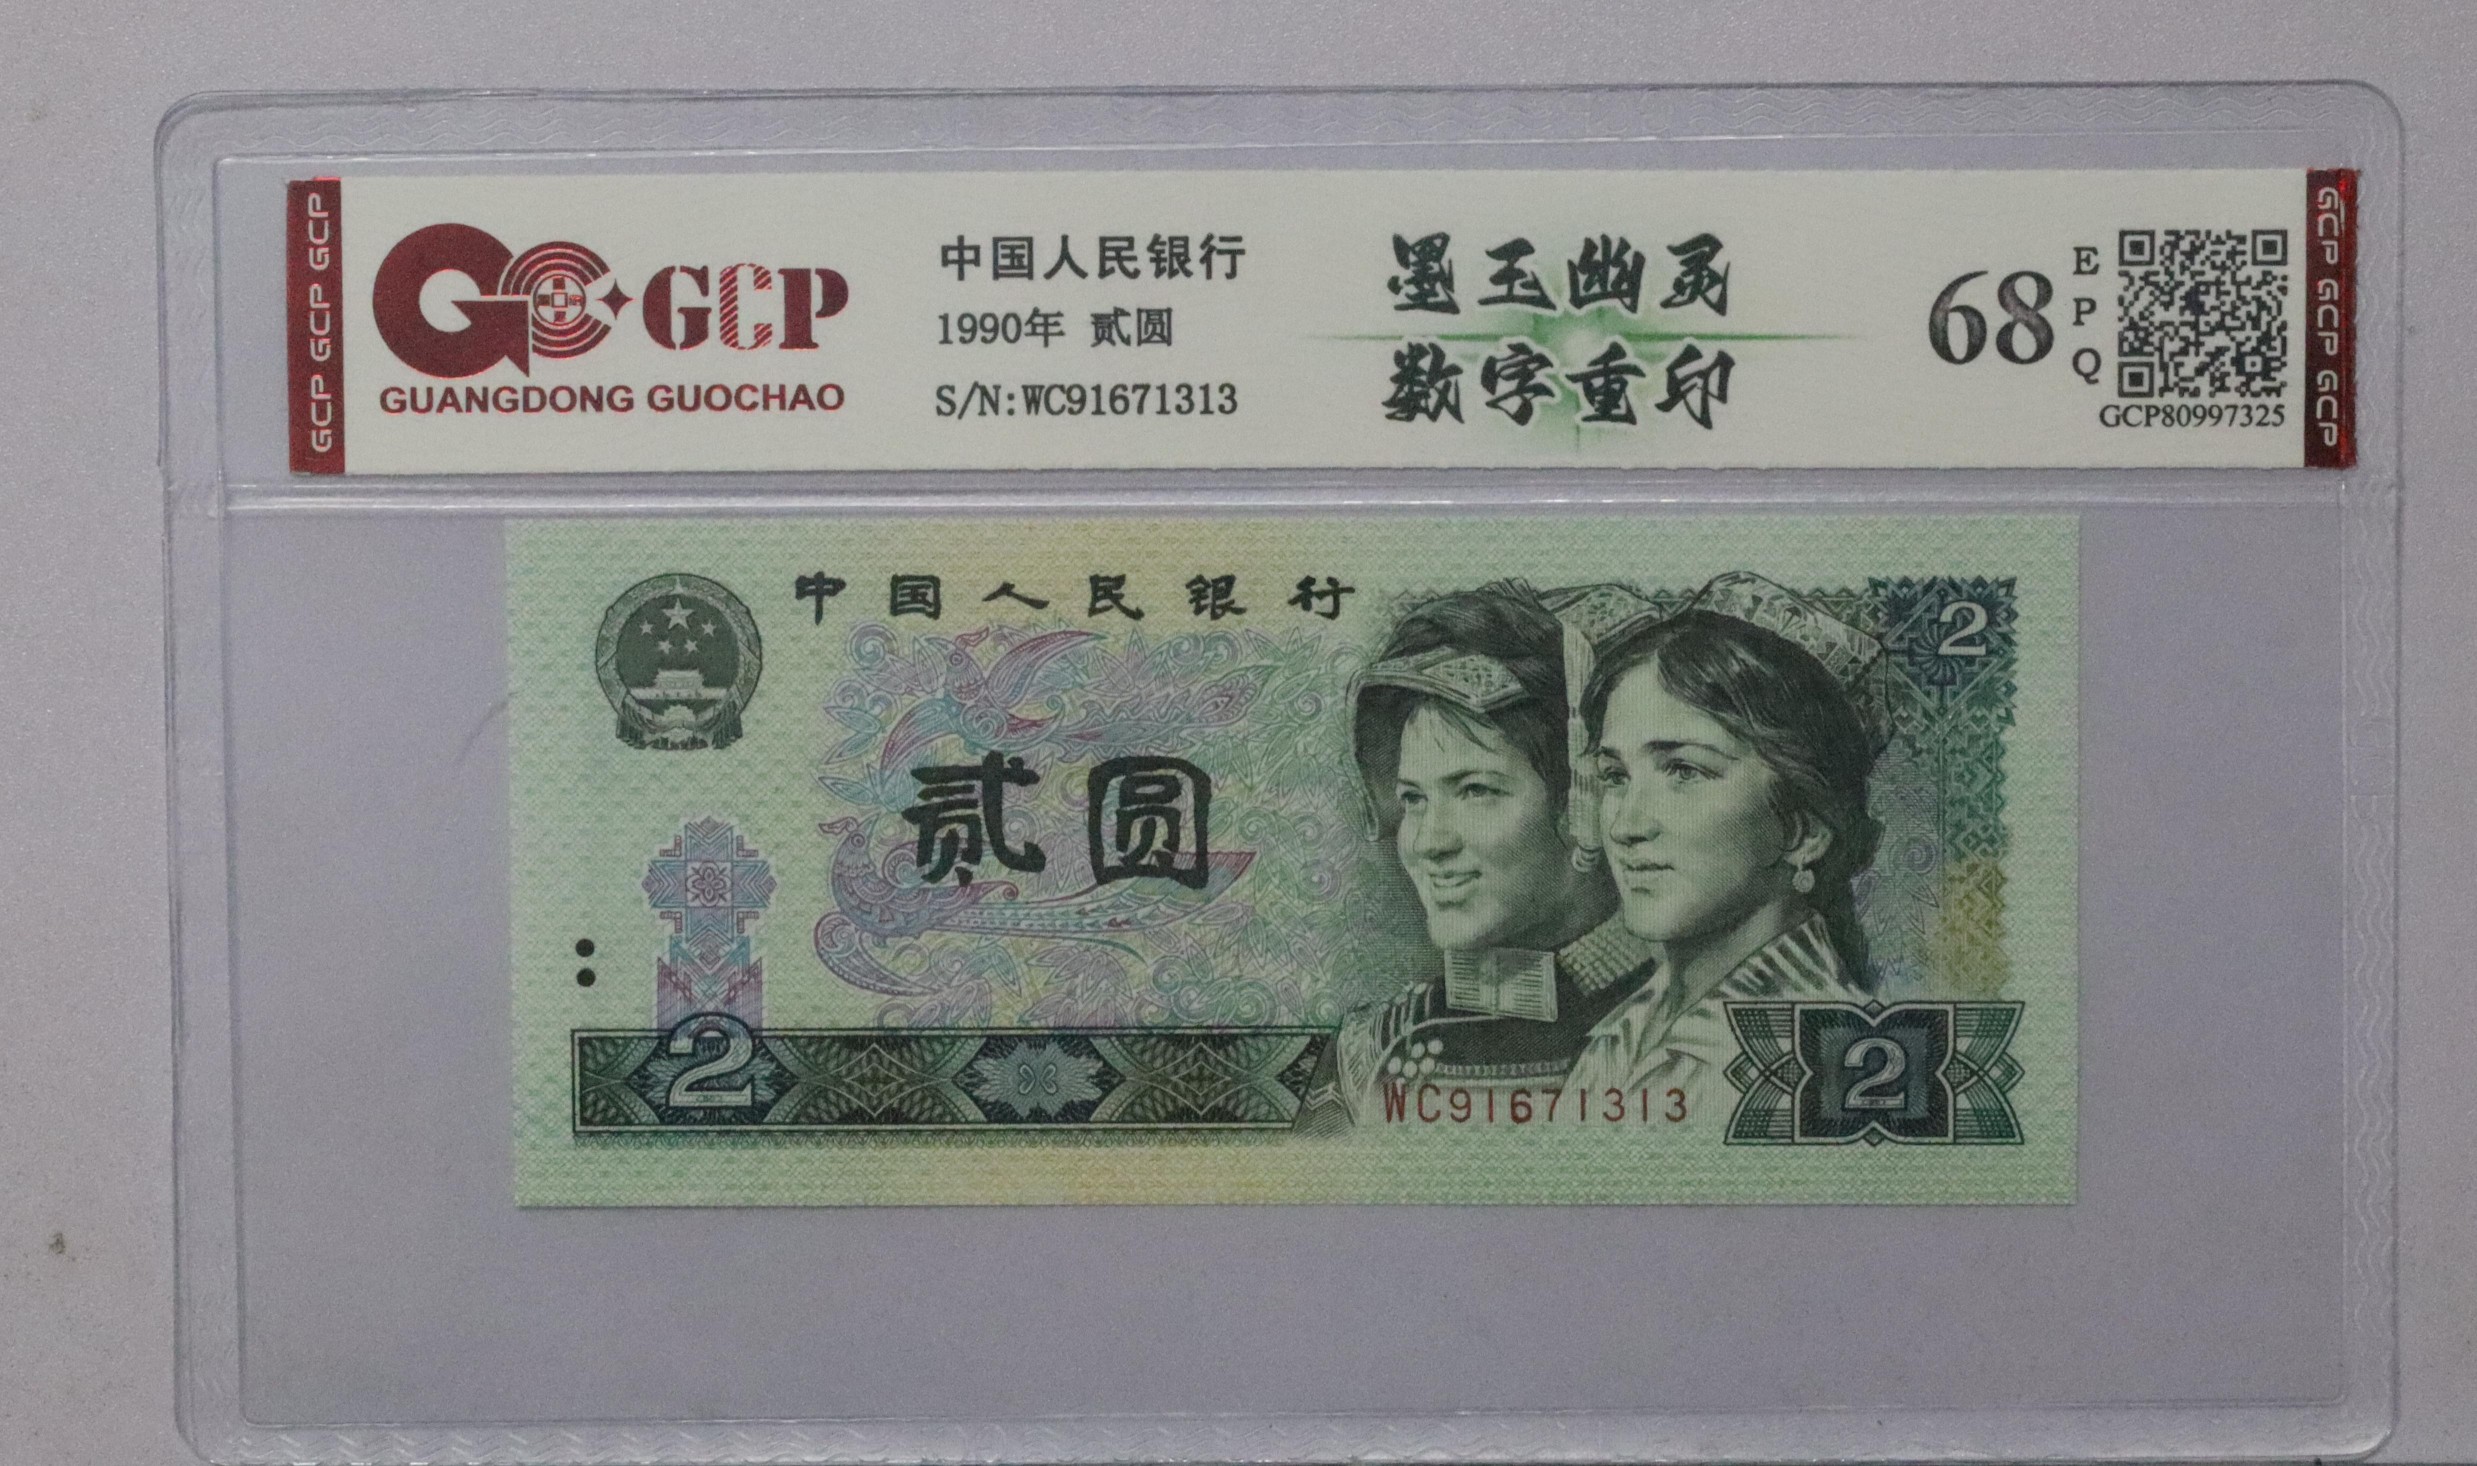 GCP GCP GCP
GCP
GUANGDONG GUOCHAO
中国人民银行
1990年 贰圆
S/N:WC91671313
墨玉幽灵
数字重印
68
EPQ
GCP80997325
GCP GCP GCP
中国人民银行
2
贰圆
2
WC91671313
2